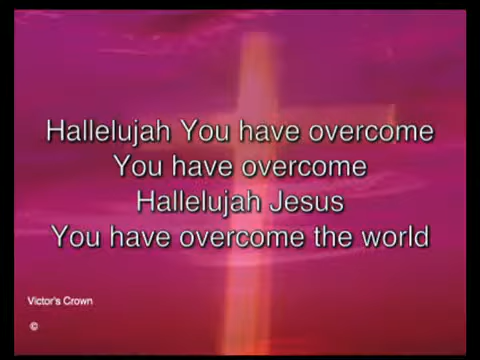 Hallelujah You have overcome
You have overcome
Hallelujah Jesus
You have overcome the world
Victor's Crown
©